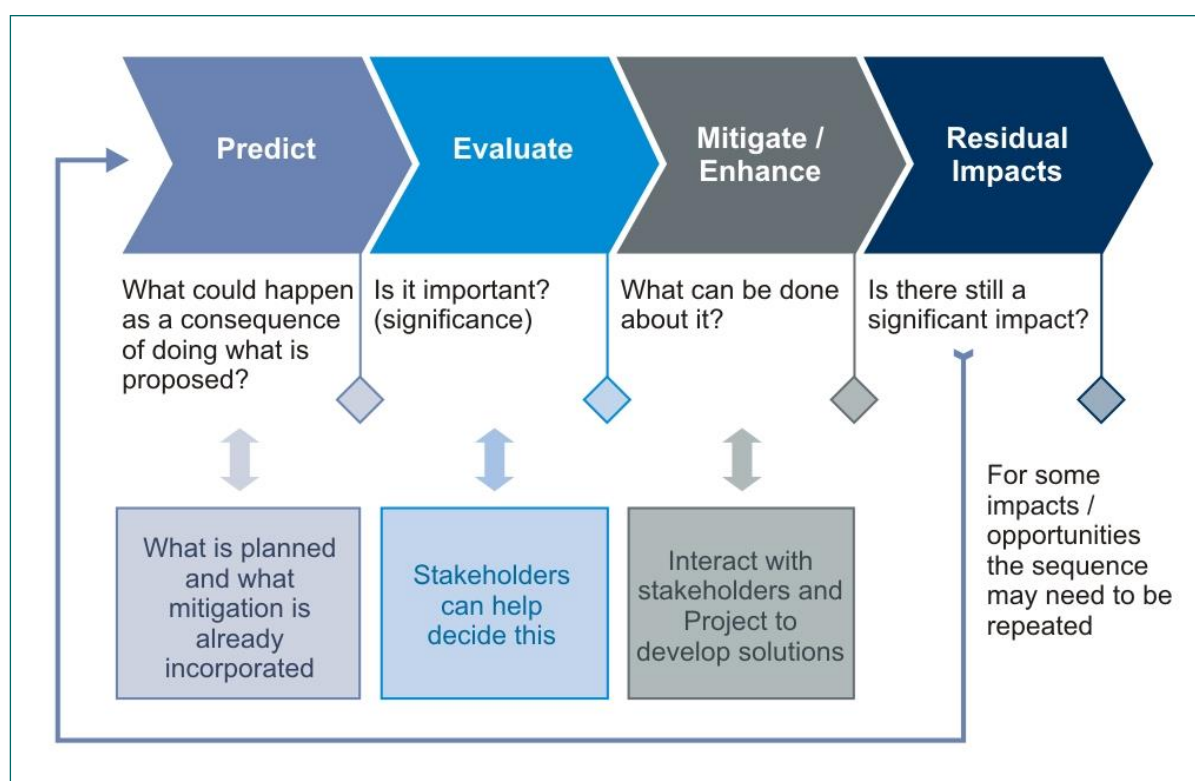 Predict
Evaluate
Mitigate /
Enhance
Residual
Impacts
What could happen
as a consequence
of doing what is
proposed?
Is it important?
(significance)
What can be done
about it?
Is there still a
significant impact?
What is planned
and what
mitigation is
already
incorporated
Stakeholders
can help
decide this
Interact with
stakeholders and
Project to
develop solutions
For some
impacts /
opportunities
the sequence
may need to be
repeated